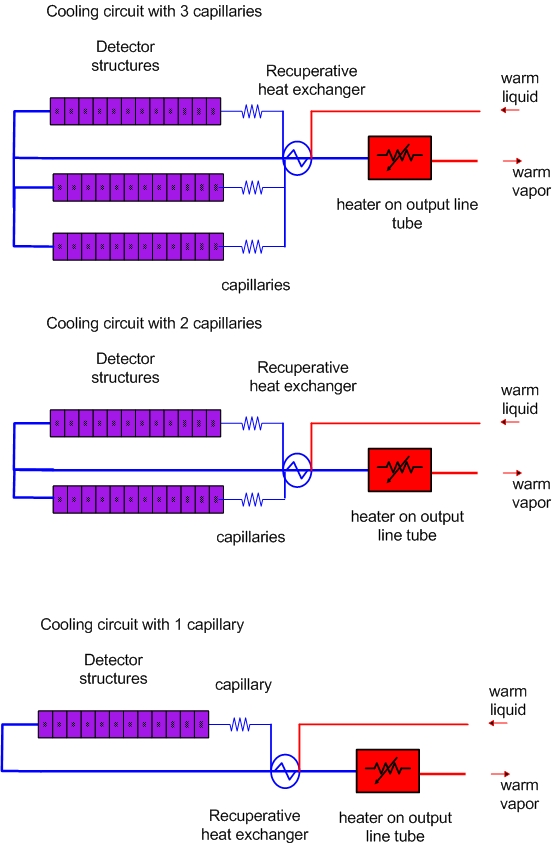 Cooling circuit with 3 capillaries
Detector
structures
Recuperative
heat exchanger
warm
liquid
warm
vapor
heater on output line
tube
capillaries
Cooling circuit with 2 capillaries
Detector
structures
Recuperative
heat exchanger
warm
liquid
warm
vapor
heater on output
line tube
capillaries
Cooling circuit with 1 capillary
Detector
structures
capillary
warm
liquid
warm
vapor
Recuperative
heat exchanger
heater on output
line tube